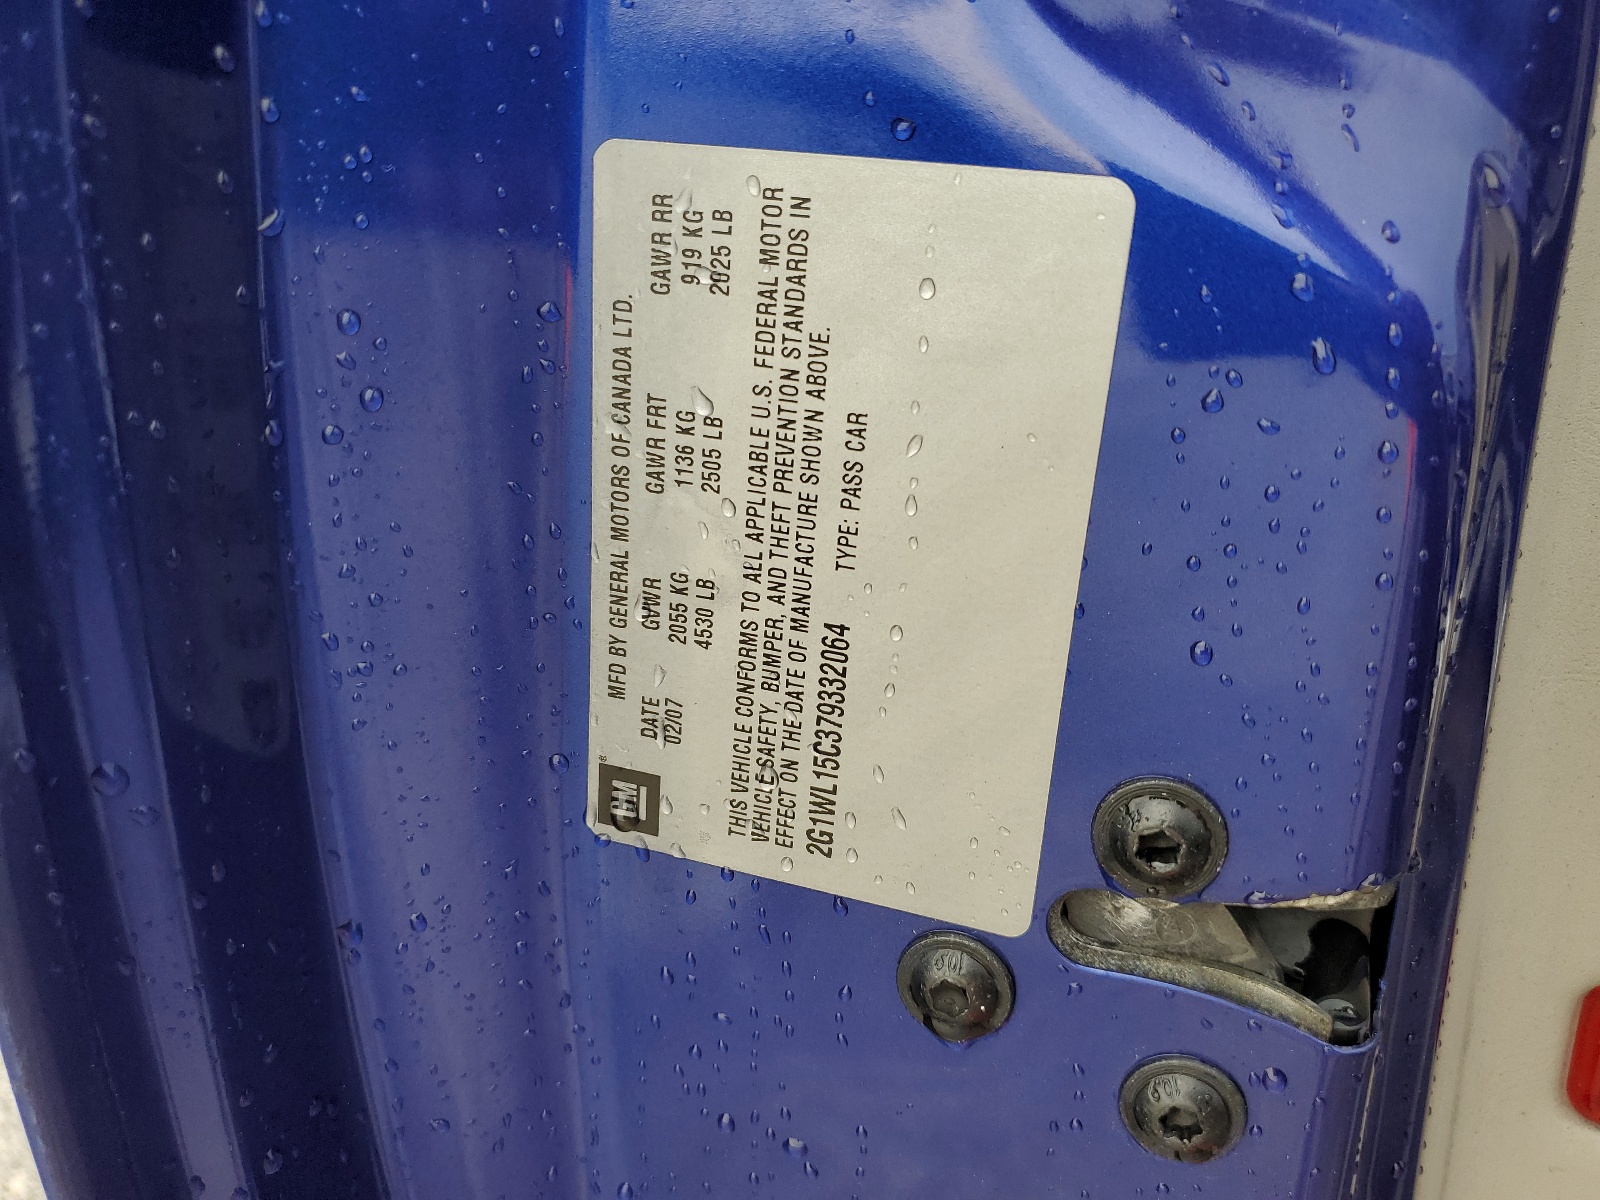 GM ®
MFD BY GENERAL MOTORS OF CANADA LTD.
DATE GVWR GAWR FRT GAWR RR
02/07 2055 KG 1136 KG 919 KG
4530 LB 2505 LB 2025 LB
THIS VEHICLE CONFORMS TO ALL APPLICABLE U.S. FEDERAL MOTOR
VEHICLE SAFETY, BUMPER, AND THEFT PREVENTION STANDARDS IN
EFFECT ON THE DATE OF MANUFACTURE SHOWN ABOVE.
2G1WL15C379332064 TYPE: PASS CAR